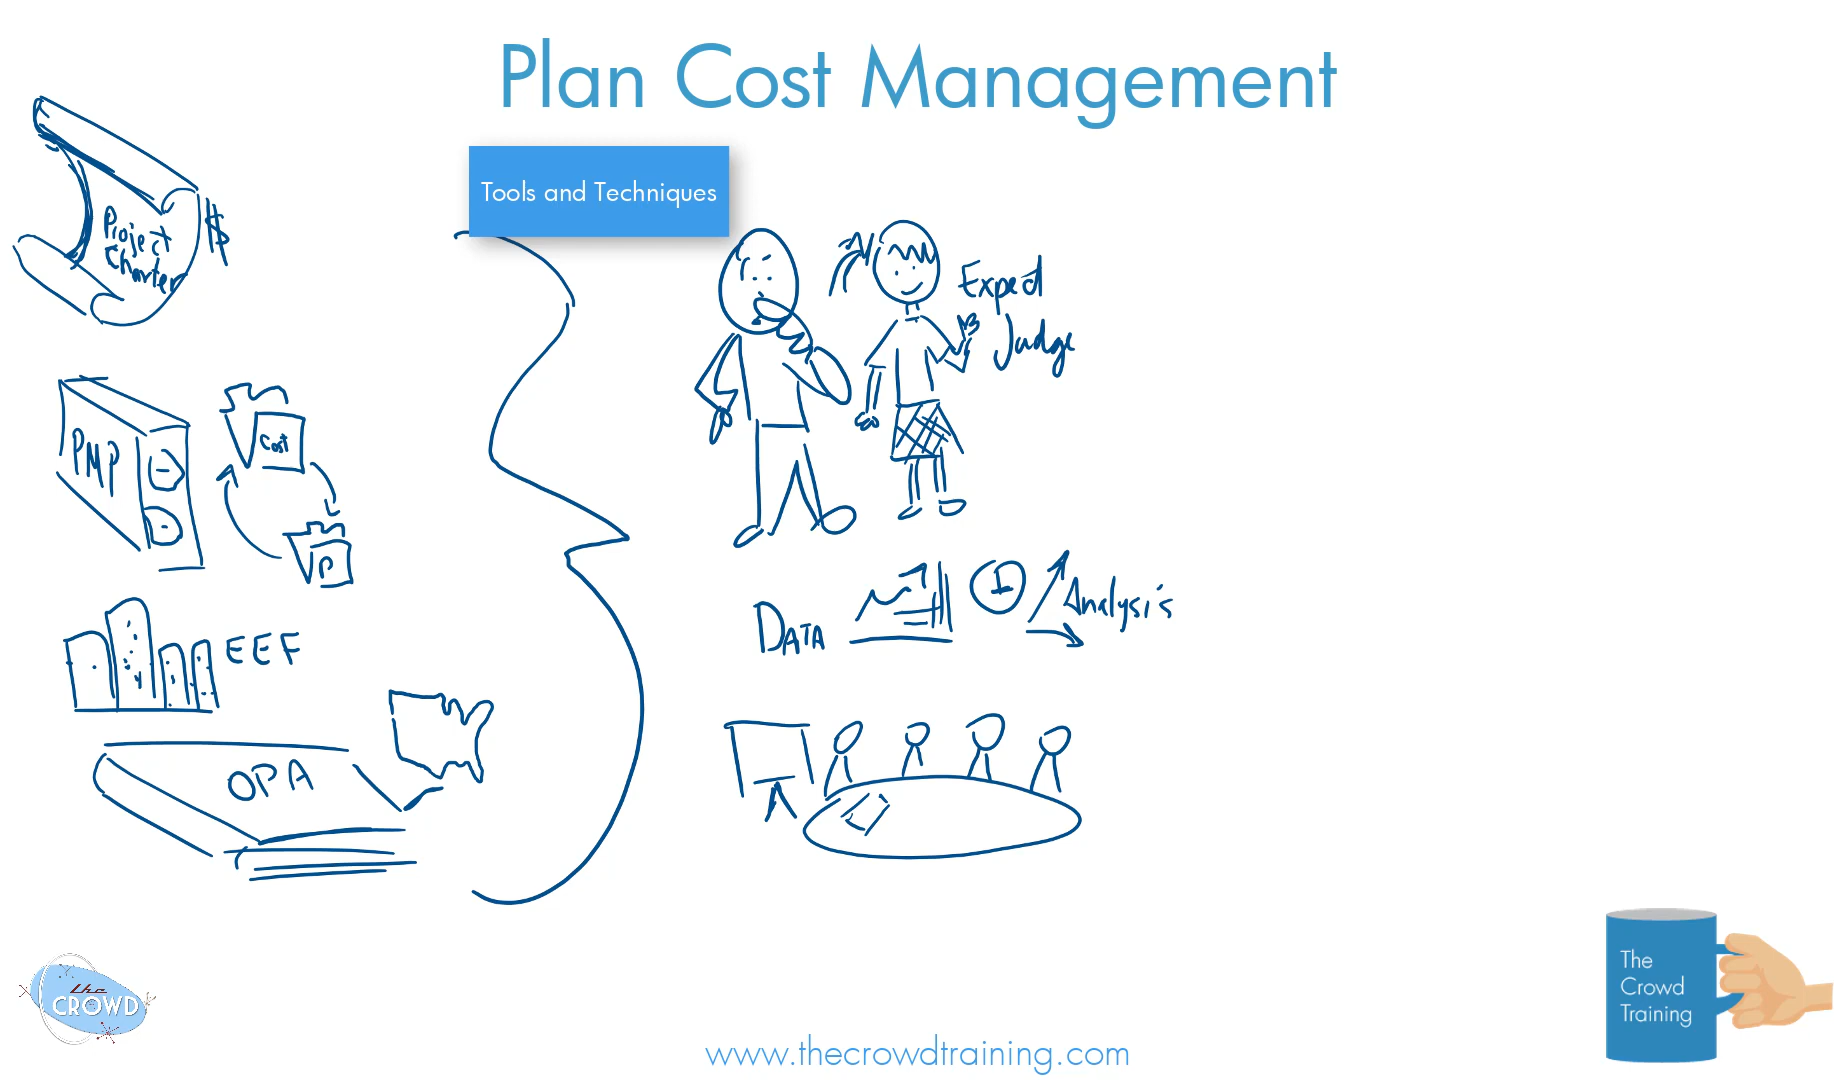 Plan Cost Management
Tools and Techniques
Project
Charter
$
PMP
Cost
P
EEF
OPA
Expert
Judge
DATA
I
Analysis
the
CROWD
The
Crowd
Training
www.thecrowdtraining.com